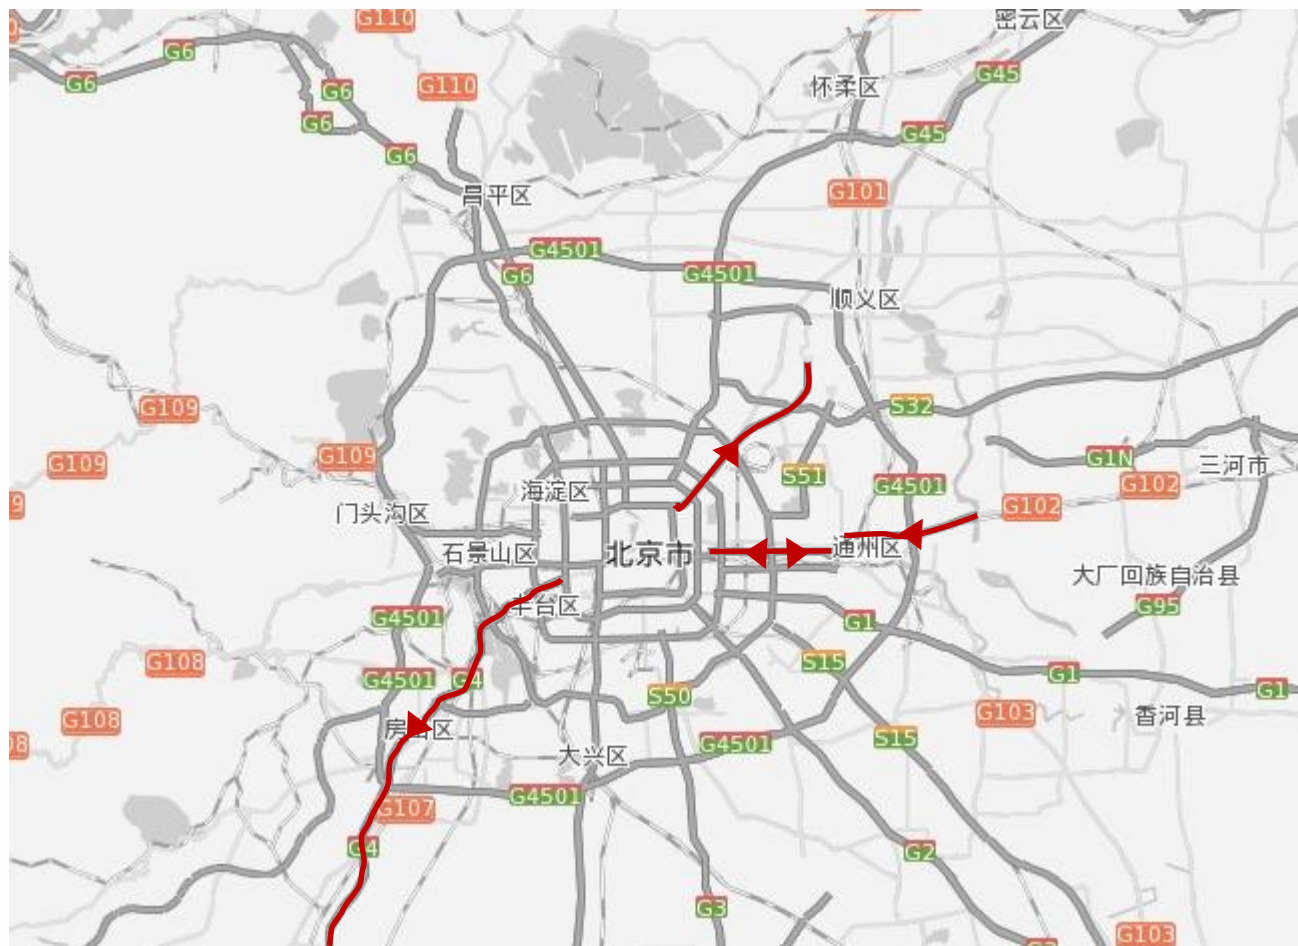 G110
密云区
G6
G6
G45
G6
G110
怀柔区
G6
G45
G6
昌平区
G101
G4501
G6
G4501
顺义区
G109
S32
G109
G109
G1N
三河市
S51
G4501
G102
海淀区
G102
门头沟区
石景山区
北京市
通州区
大厂回族自治县
丰台区
G95
G4501
G1
G108
S15
G4501
G4
G1
G1
S50
G108
G103
香河县
房山区
S15
G4501
大兴区
G4501
G107
G4
G2
G3
G103